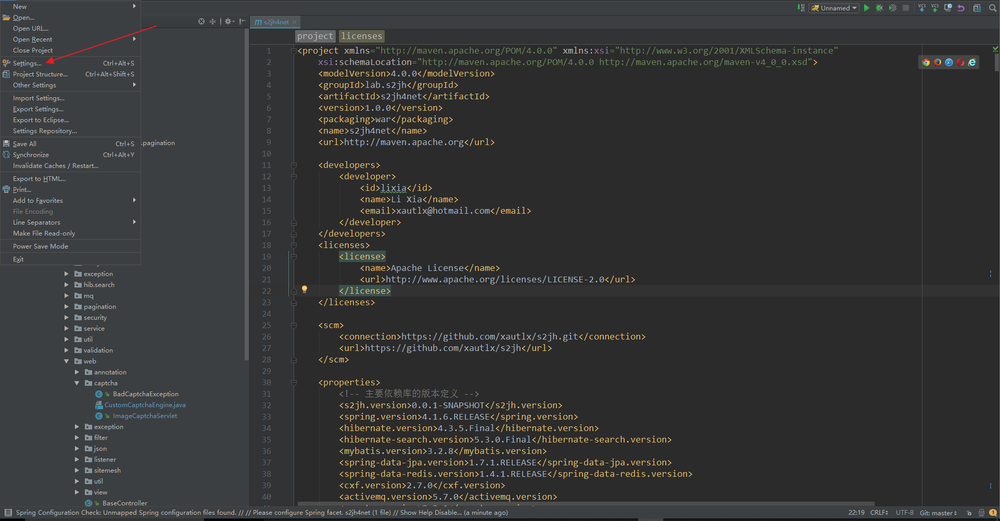 New
Open...
Open URL...
Open Recent
Close Project
Settings... Ctrl+Alt+S
Project Structure... Ctrl+Alt+Shift+S
Other Settings
Import Settings...
Export Settings...
Export to Eclipse...
Settings Repository...
Save All Ctrl+S
Synchronize Ctrl+Alt+Y
Invalidate Caches / Restart...
Export to HTML...
Print...
Add to Favorites
File Encoding
Line Separators
Make File Read-only
Power Save Mode
Exit
.pagination
exception
hib.search
mq
pagination
security
service
util
validation
web
annotation
captcha
BadCaptchaException
CustomCaptchaEngine.java
ImageCaptchaServlet
exception
filter
json
listener
sitemesh
util
view
BaseController
Unnamed
VCS VCS
m s2jh4net
project licenses
1 <project xmlns="http://maven.apache.org/POM/4.0.0" xmlns:xsi="http://www.w3.org/2001/XMLSchema-instance"
2 xsi:schemaLocation="http://maven.apache.org/POM/4.0.0 http://maven.apache.org/maven-v4_0_0.xsd">
3 <modelVersion>4.0.0</modelVersion>
4 <groupId>lab.s2jh</groupId>
5 <artifactId>s2jh4net</artifactId>
6 <version>1.0.0</version>
7 <packaging>war</packaging>
8 <name>s2jh4net</name>
9 <url>http://maven.apache.org</url>
10
11 <developers>
12 <developer>
13 <id>lixia</id>
14 <name>Li Xia</name>
15 <email>xautlx@hotmail.com</email>
16 </developer>
17 </developers>
18 <licenses>
19 <license>
20 <name>Apache License</name>
21 <url>http://www.apache.org/licenses/LICENSE-2.0</url>
22 </license>
23 </licenses>
24
25 <scm>
26 <connection>https://github.com/xautlx/s2jh.git</connection>
27 <url>https://github.com/xautlx/s2jh</url>
28 </scm>
29
30 <properties>
31 <!-- 主要依赖库的版本定义 -->
32 <s2jh.version>0.0.1-SNAPSHOT</s2jh.version>
33 <spring.version>4.1.6.RELEASE</spring.version>
34 <hibernate.version>4.3.5.Final</hibernate.version>
35 <hibernate-search.version>5.3.0.Final</hibernate-search.version>
36 <mybatis.version>3.2.8</mybatis.version>
37 <spring-data-jpa.version>1.7.1.RELEASE</spring-data-jpa.version>
38 <spring-data-redis.version>1.4.1.RELEASE</spring-data-redis.version>
39 <cxf.version>2.7.0</cxf.version>
40 <activemq.version>5.7.0</activemq.version>
Spring Configuration Check: Unmapped Spring configuration files found. // // Please configure Spring facet. s2jh4net (1 file) // Show Help Disable... (a minute ago)
22:19 CRLF UTF-8 Git: master 1